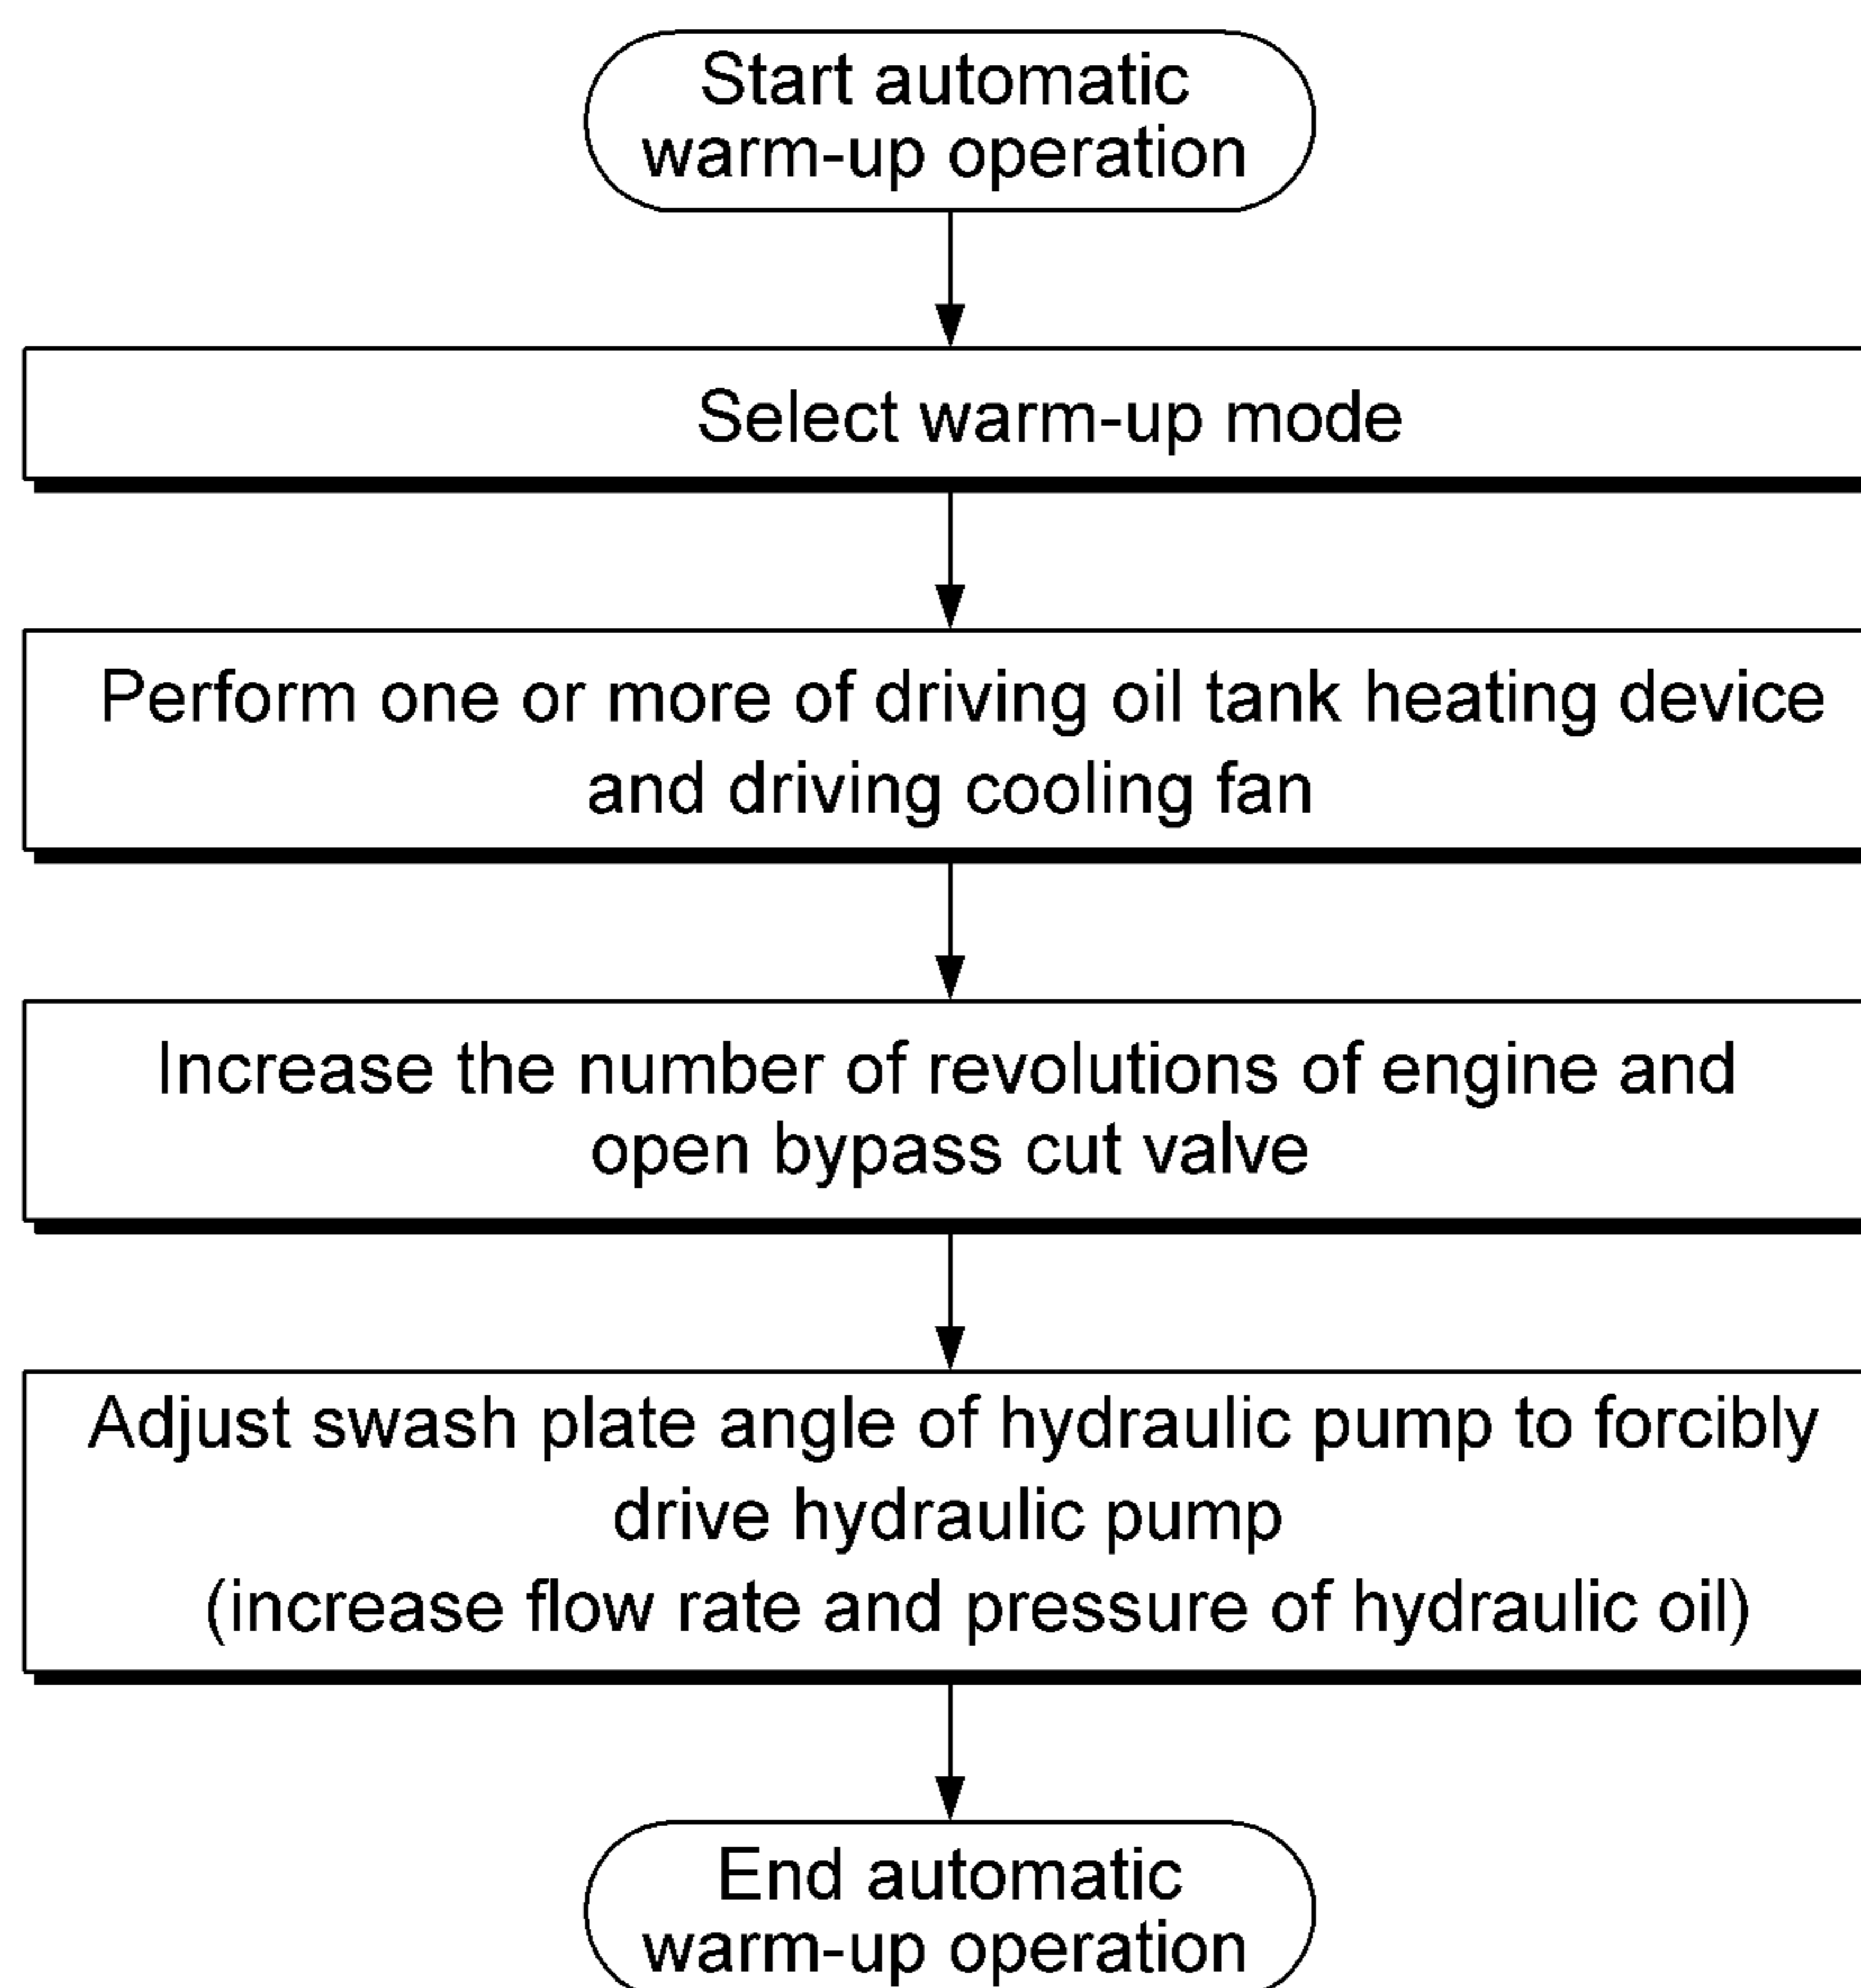 Start automatic
warm-up operation
Select warm-up mode
Perform one or more of driving oil tank heating device
and driving cooling fan
Increase the number of revolutions of engine and
open bypass cut valve
Adjust swash plate angle of hydraulic pump to forcibly
drive hydraulic pump
(increase flow rate and pressure of hydraulic oil)
End automatic
warm-up operation